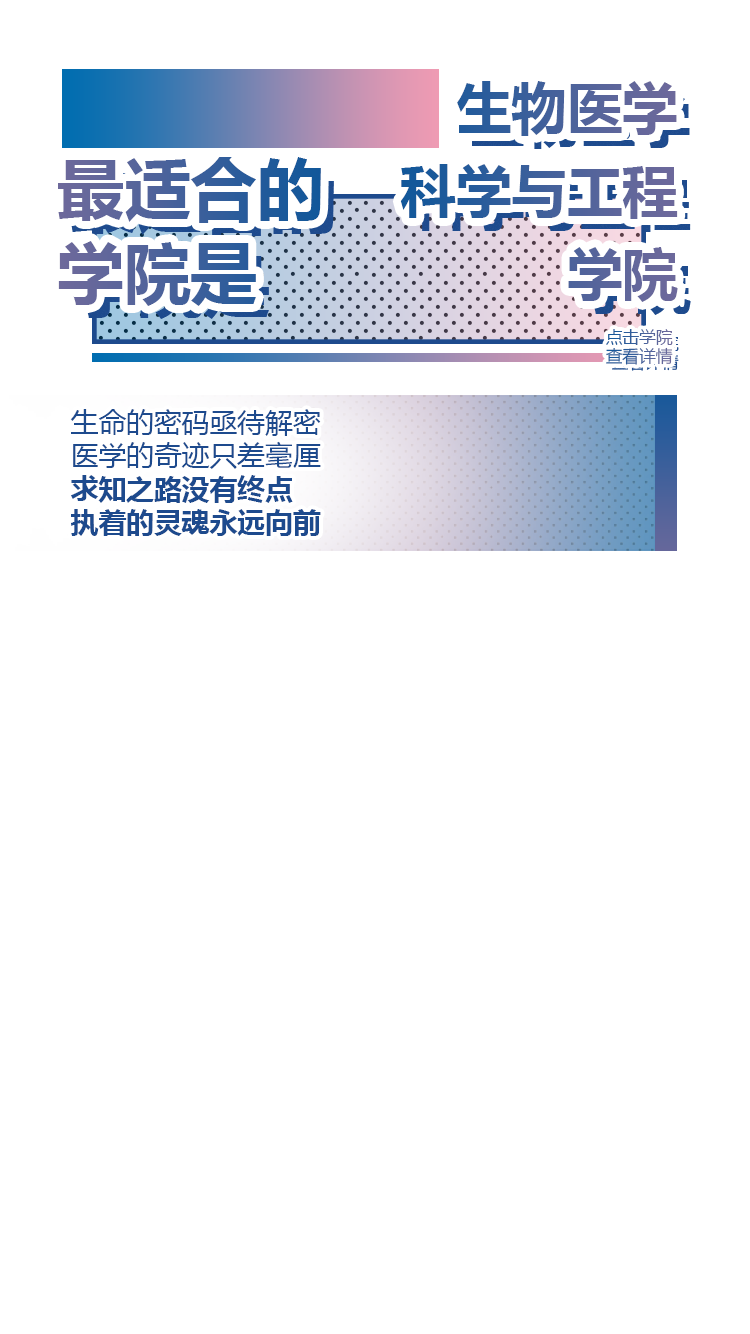 最适合的
学院是
生物医学
科学与工程
学院
点击学院
查看详情
生命的密码亟待解密
医学的奇迹只差毫厘
求知之路没有终点
执着的灵魂永远向前